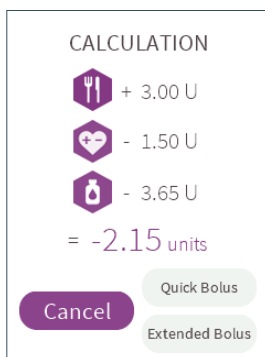 CALCULATION
+ 3.00 U
- 1.50 U
- 3.65 U
= -2.15 units
Quick Bolus
Cancel
Extended Bolus